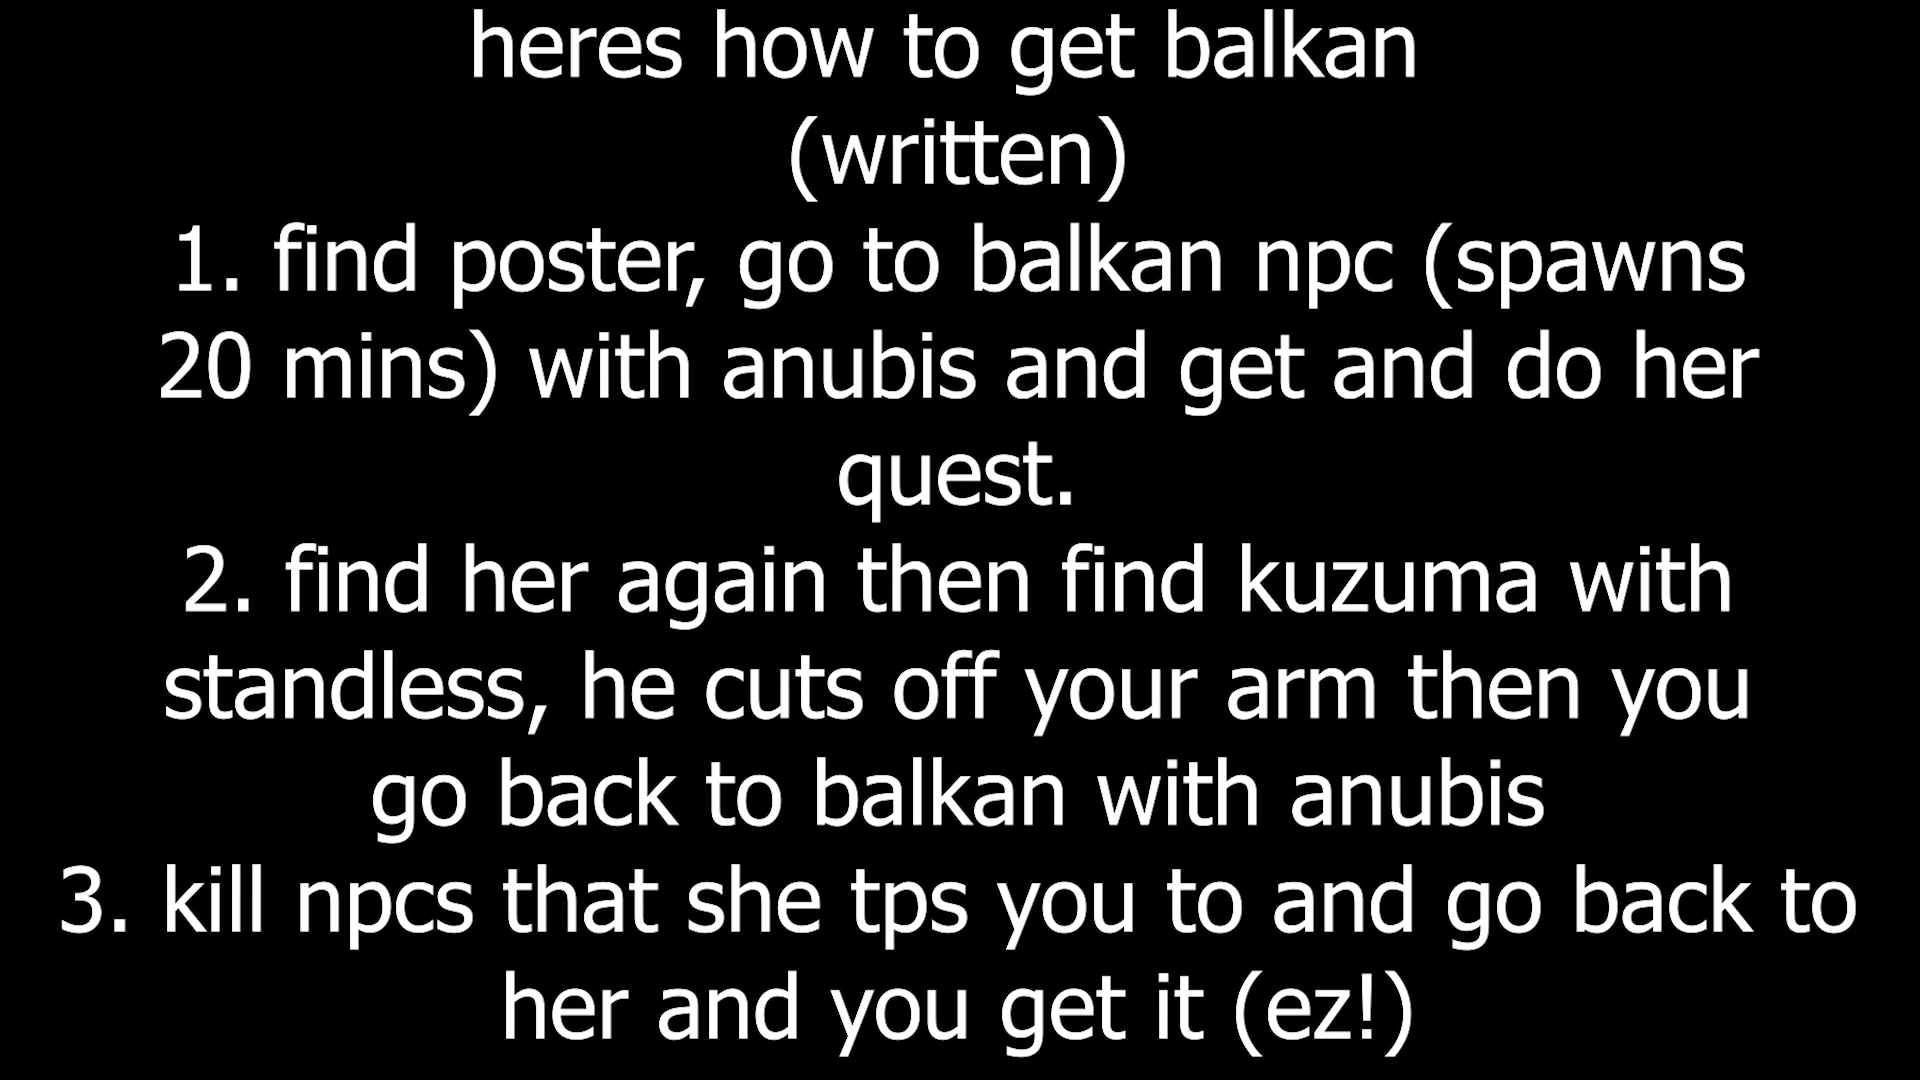 heres how to get balkan
(written)
1. find poster, go to balkan npc (spawns
20 mins) with anubis and get and do her
quest.
2. find her again then find kuzuma with
standless, he cuts off your arm then you
go back to balkan with anubis
3. kill npcs that she tps you to and go back to
her and you get it (ez!)